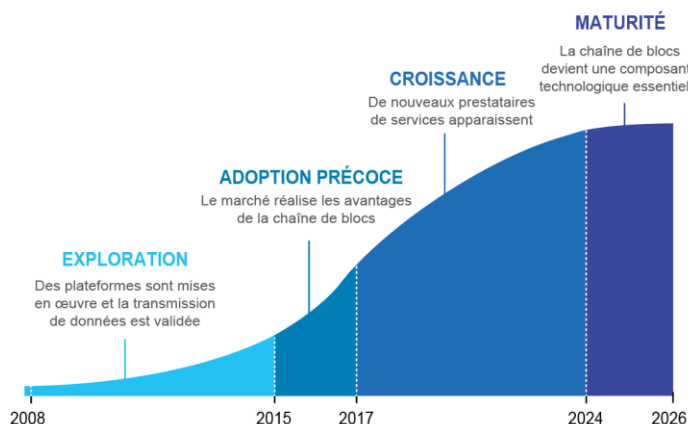 MATURITÉ
La chaîne de blocs
devient une
technologique
CROISSANCE
De nouveaux prestataires
de services apparaissent
ADOPTION PRÉCOCE
Le marché réalise les avantages
de la chaîne de blocs
EXPLORATION
Des plateformes sont mises
en œuvre et la transmission
de données est validée
2008
2015
2017
2024
2026